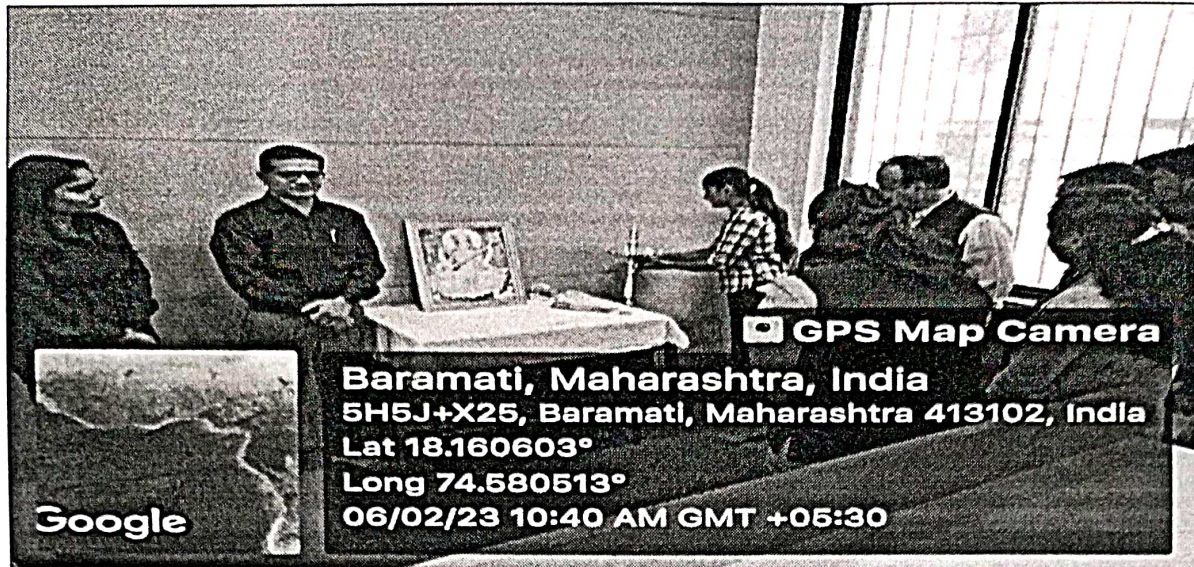 GPS Map Camera
Baramati, Maharashtra, India
5H5J+X25, Baramati, Maharashtra 413102, India
Lat 18.160603°
Long 74.580513°
06/02/23 10:40 AM GMT +05:30
Google